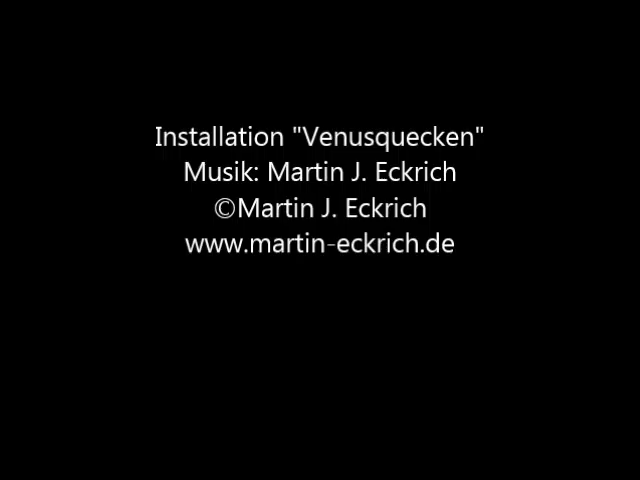 Installation "Venusquecken"
Musik: Martin J. Eckrich
©Martin J. Eckrich
www.martin-eckrich.de